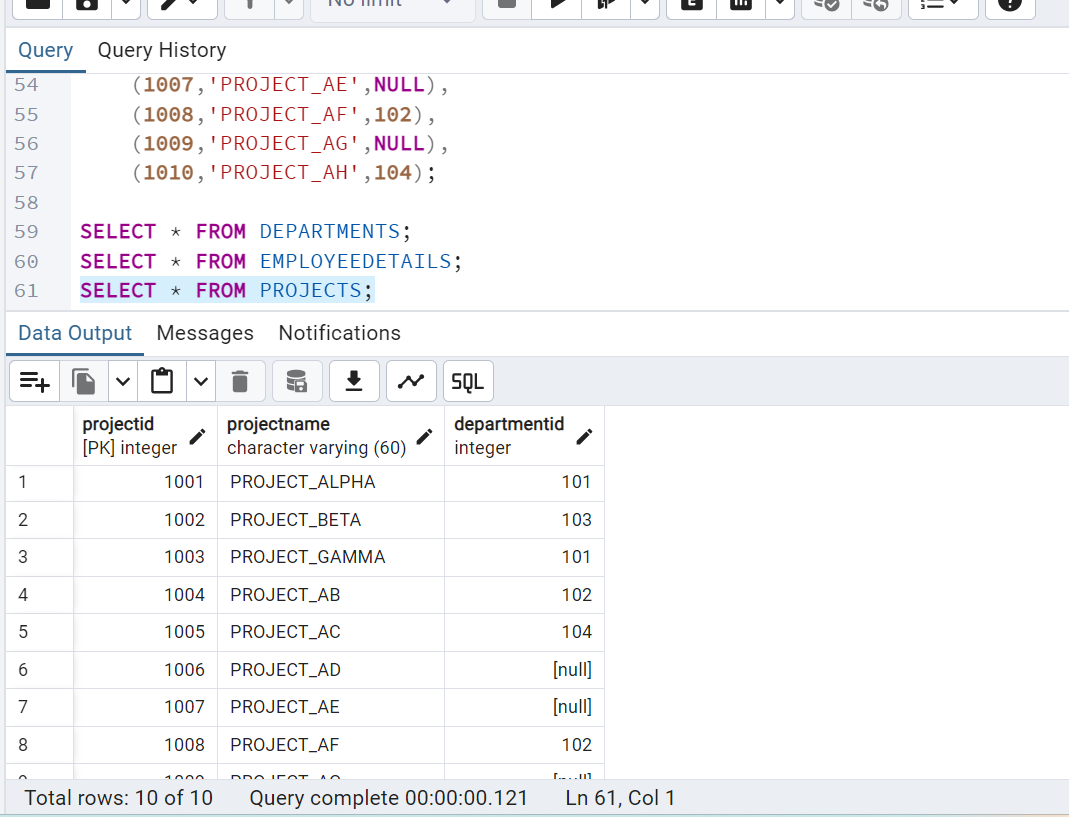 No limit
Query Query History
54 (1007,'PROJECT_AE',NULL),
55 (1008,'PROJECT_AF',102),
56 (1009,'PROJECT_AG',NULL),
57 (1010,'PROJECT_AH',104);
58
59 SELECT * FROM DEPARTMENTS;
60 SELECT * FROM EMPLOYEEDETAILS;
61 SELECT * FROM PROJECTS;
Data Output Messages Notifications
SQL
projectid projectname departmentid
[PK] integer character varying (60) integer
1 1001 PROJECT_ALPHA 101
2 1002 PROJECT_BETA 103
3 1003 PROJECT_GAMMA 101
4 1004 PROJECT_AB 102
5 1005 PROJECT_AC 104
6 1006 PROJECT_AD [null]
7 1007 PROJECT_AE [null]
8 1008 PROJECT_AF 102
Total rows: 10 of 10 Query complete 00:00:00.121 Ln 61, Col 1